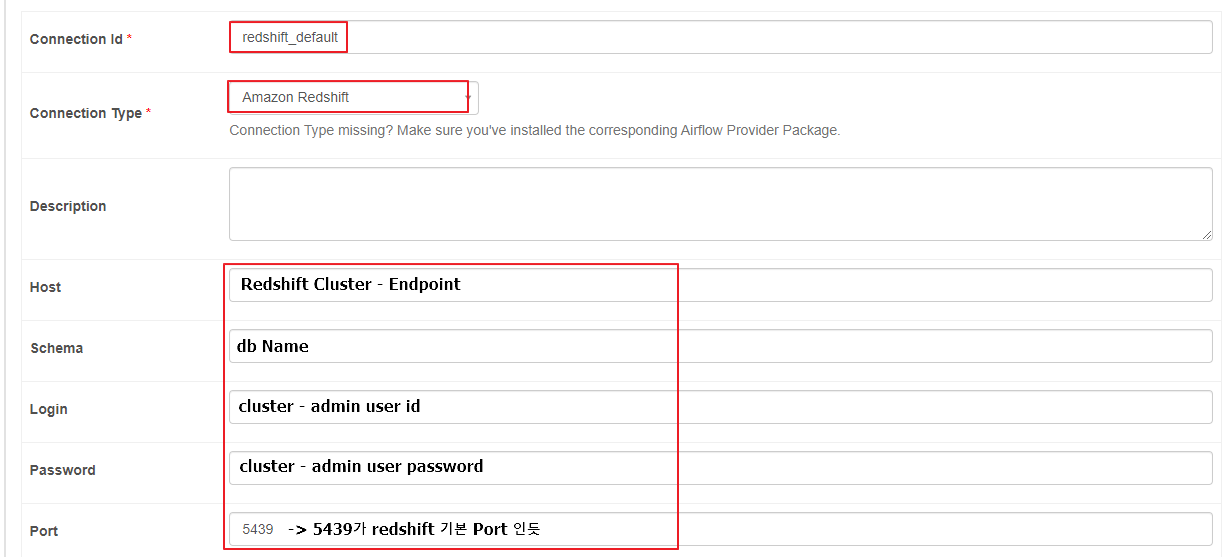 Connection Id *
redshift_default
Connection Type *
Amazon Redshift
Connection Type missing? Make sure you've installed the corresponding Airflow Provider Package.
Description
Host
Redshift Cluster - Endpoint
Schema
db Name
Login
cluster - admin user id
Password
cluster - admin user password
Port
5439 -> 5439가 redshift 기본 Port 인듯